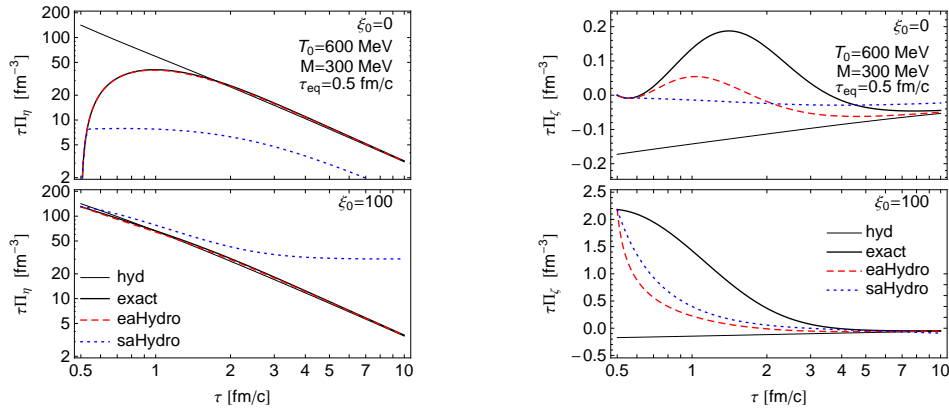 200
100
50
20
10
5
2
τΠη [fm⁻³]
ξ₀=0
T₀=600 MeV
M=300 MeV
τeq=0.5 fm/c
200
100
50
20
10
5
2
τΠη [fm⁻³]
ξ₀=100
hyd
exact
eaHydro
saHydro
0.5 1 2 3 4 5 7 10
τ [fm/c]
0.2
0.1
0.0
−0.1
−0.2
τΠζ [fm⁻³]
ξ₀=0
T₀=600 MeV
M=300 MeV
τeq=0.5 fm/c
2.5
2.0
1.5
1.0
0.5
0.0
−0.5
τΠζ [fm⁻³]
ξ₀=100
hyd
exact
eaHydro
saHydro
0.5 1 2 3 4 5 7 10
τ [fm/c]